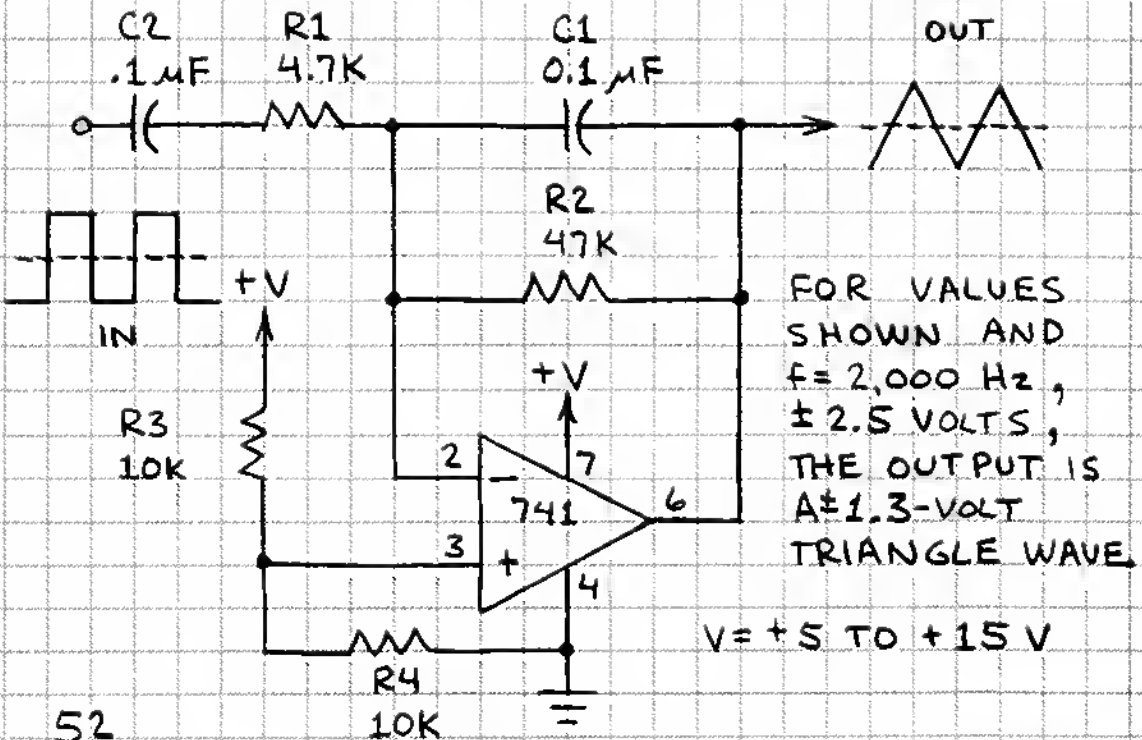 C2
.1 µF
R1
4.7K
C1
0.1 µF
OUT
R2
47K
IN
+V
R3
10K
+V
2
7
−
741
6
3
+
4
R4
10K
FOR VALUES
SHOWN AND
f= 2,000 Hz,
± 2.5 VOLTS,
THE OUTPUT IS
A ± 1.3-VOLT
TRIANGLE WAVE.
V= +5 TO +15 V
52